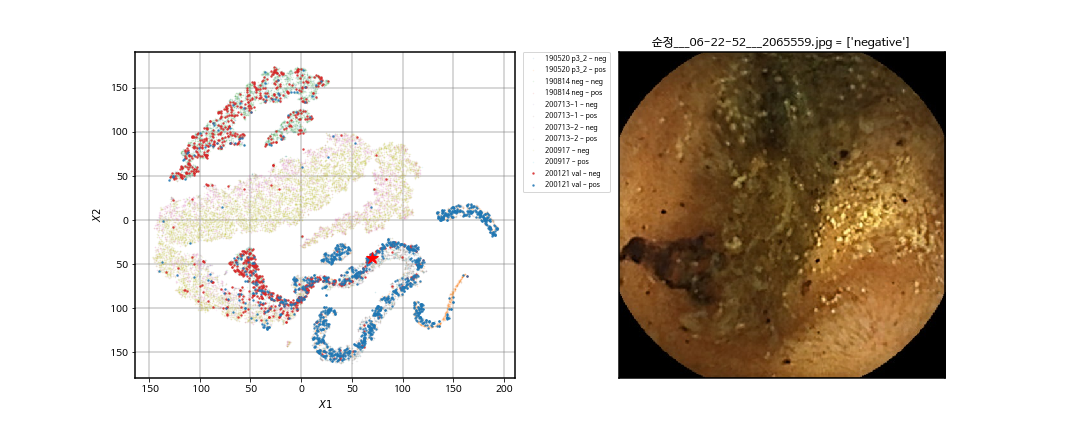 순정___06-22-52___2065559.jpg = ['negative']
190520 p3_2 - neg
190520 p3_2 - pos
190814 neg - neg
190814 neg - pos
200713-1 - neg
200713-1 - pos
200713-2 - neg
200713-2 - pos
200917 - neg
200917 - pos
200121 val - neg
200121 val - pos
150
100
50
0
50
100
150
X2
150 100 50 0 50 100 150 200
X1